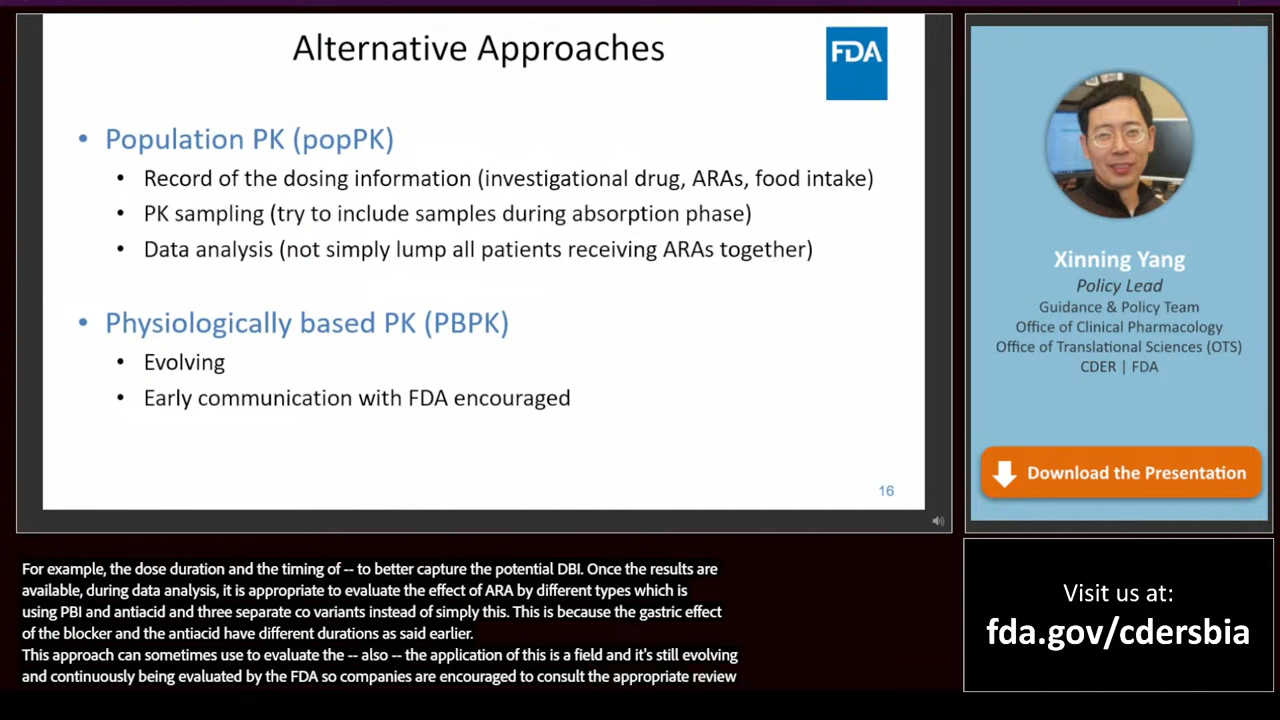 Alternative Approaches
FDA
• Population PK (popPK)
• Record of the dosing information (investigational drug, ARAs, food intake)
• PK sampling (try to include samples during absorption phase)
• Data analysis (not simply lump all patients receiving ARAs together)
• Physiologically based PK (PBPK)
• Evolving
• Early communication with FDA encouraged
16
Xinning Yang
Policy Lead
Guidance & Policy Team
Office of Clinical Pharmacology
Office of Translational Sciences (OTS)
CDER | FDA
Download the Presentation
For example, the dose duration and the timing of -- to better capture the potential DBI. Once the results are
available, during data analysis, it is appropriate to evaluate the effect of ARA by different types which is
using PBI and antiacid and three separate co variants instead of simply this. This is because the gastric effect
of the blocker and the antiacid have different durations as said earlier.
This approach can sometimes use to evaluate the -- also -- the application of this is a field and it's still evolving
and continuously being evaluated by the FDA so companies are encouraged to consult the appropriate review
Visit us at:
fda.gov/cdersbia